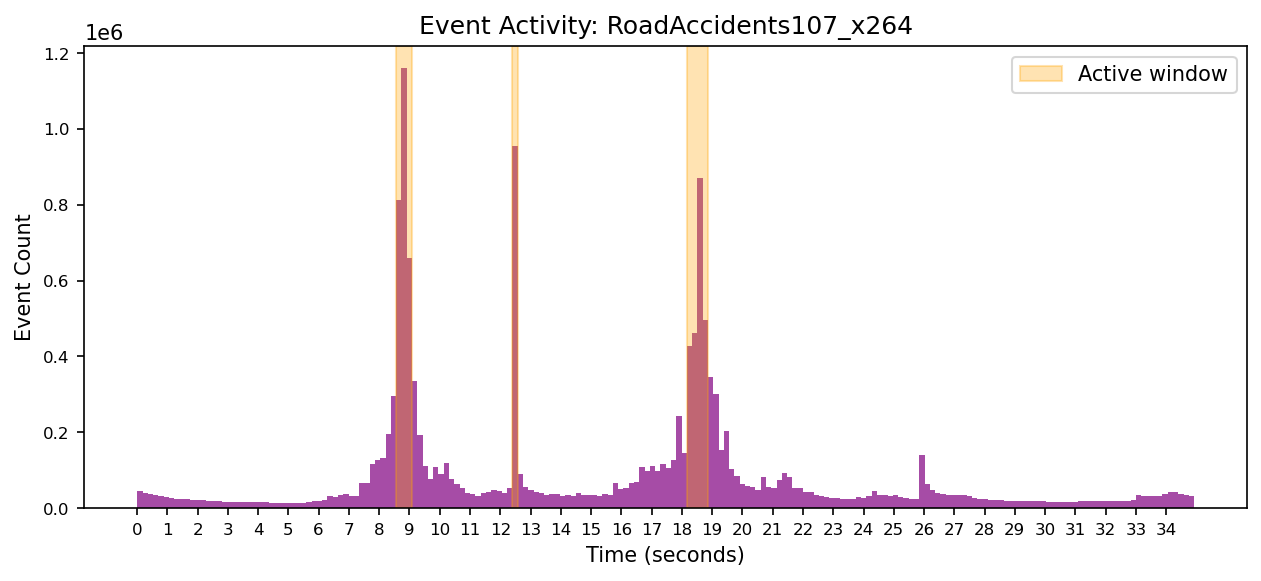 Event Activity: RoadAccidents107_x264
1e6
Active window
1.2
1.0
0.8
0.6
0.4
0.2
0.0
Event Count
0 1 2 3 4 5 6 7 8 9 10 11 12 13 14 15 16 17 18 19 20 21 22 23 24 25 26 27 28 29 30 31 32 33 34
Time (seconds)